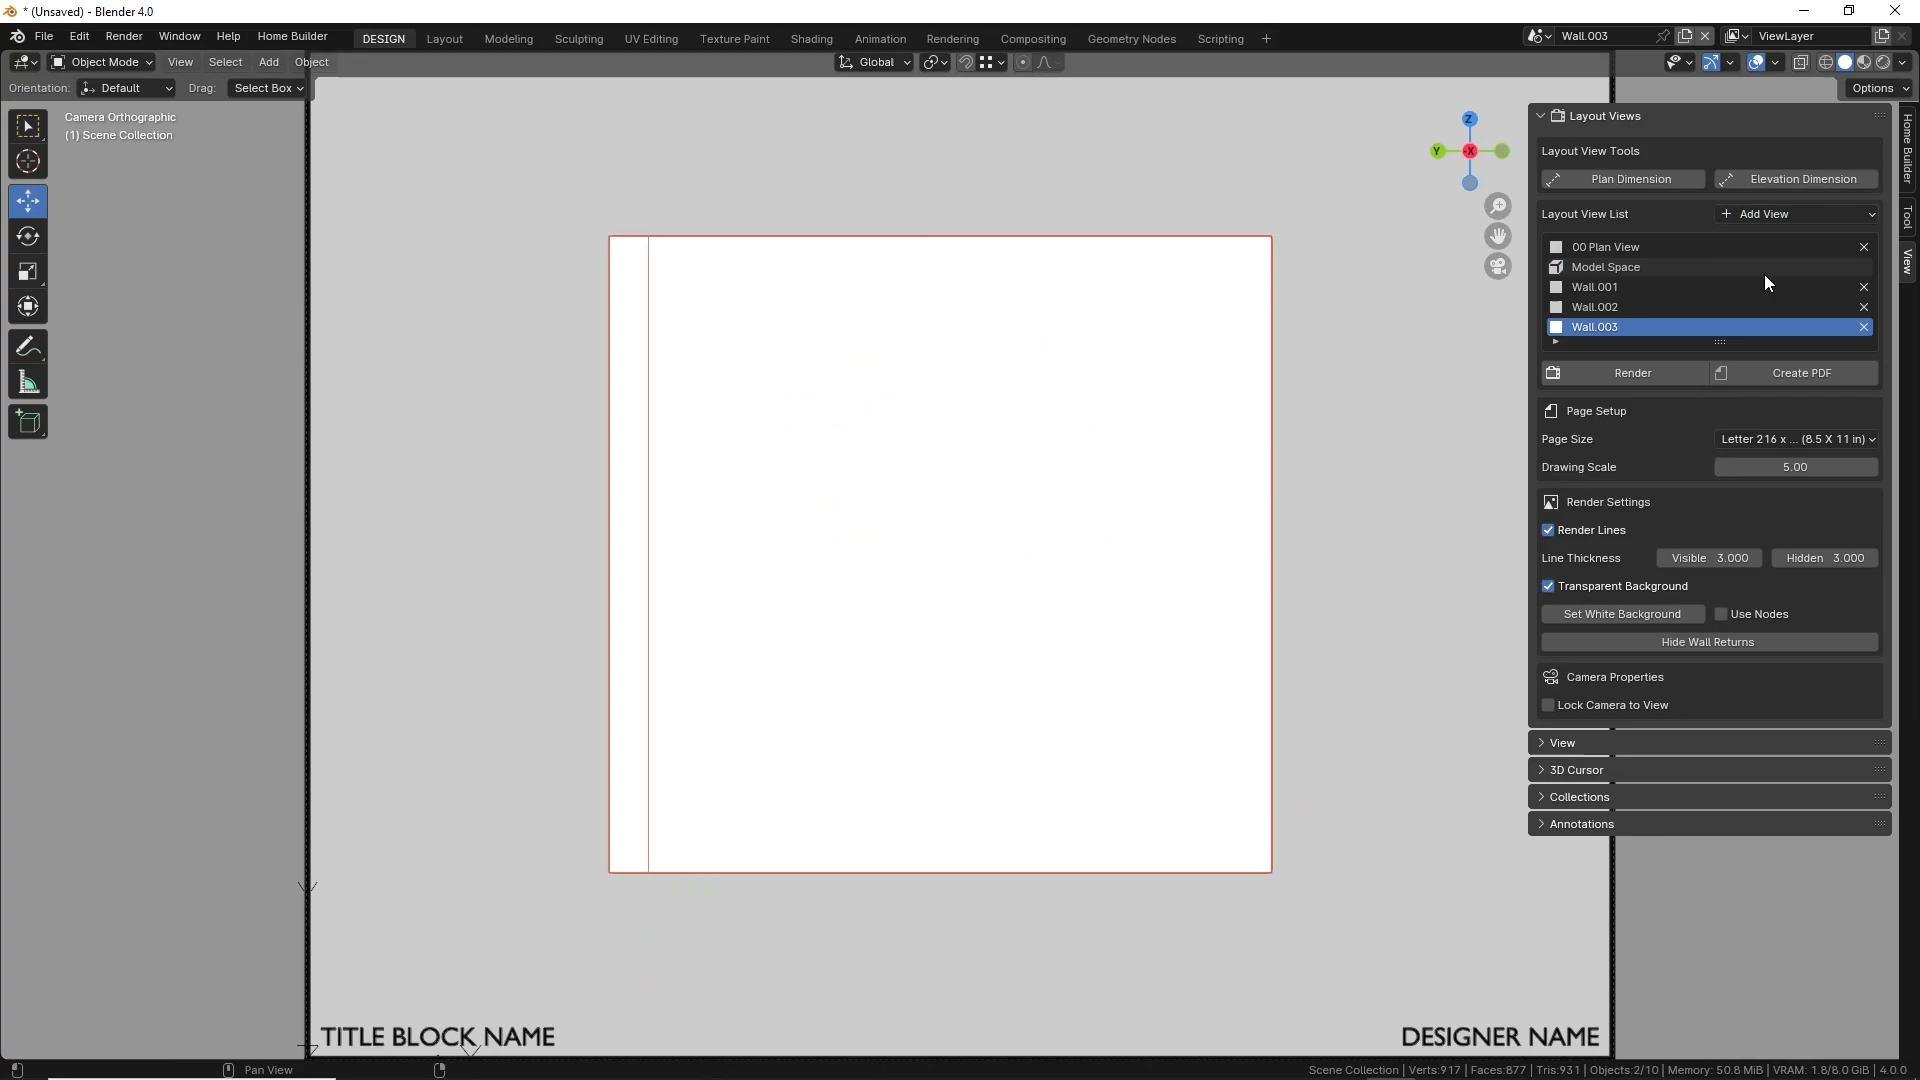 * (Unsaved) - Blender 4.0
File Edit Render Window Help Home Builder DESIGN Layout Modeling Sculpting UV Editing Texture Paint Shading Animation Rendering Compositing Geometry Nodes Scripting + Wall.003 ViewLayer
Object Mode View Select Add Object Global
Orientation: Default Drag: Select Box Options
Camera Orthographic
(1) Scene Collection
Z
Y -X
Layout Views
Layout View Tools
Plan Dimension Elevation Dimension
Layout View List + Add View
00 Plan View
Model Space
Wall.001
Wall.002
Wall.003
Render Create PDF
Page Setup
Page Size Letter 216 x ... (8.5 X 11 in)
Drawing Scale 5.00
Render Settings
Render Lines
Line Thickness Visible 3.000 Hidden 3.000
Transparent Background
Set White Background Use Nodes
Hide Wall Returns
Camera Properties
Lock Camera to View
View
3D Cursor
Collections
Annotations
Home Builder
Tool
View
TITLE BLOCK NAME DESIGNER NAME
Pan View Scene Collection | Verts:917 | Faces:877 | Tris:931 | Objects:2/10 | Memory: 50.8 MiB | VRAM: 1.8/8.0 GiB | 4.0.0